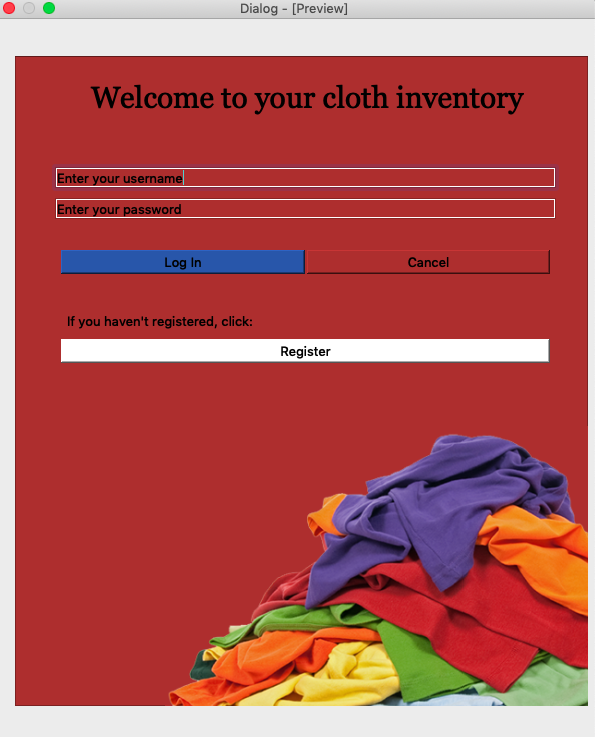 Dialog - [Preview]
Welcome to your cloth inventory
Enter your username
Enter your password
Log In
Cancel
If you haven't registered, click:
Register